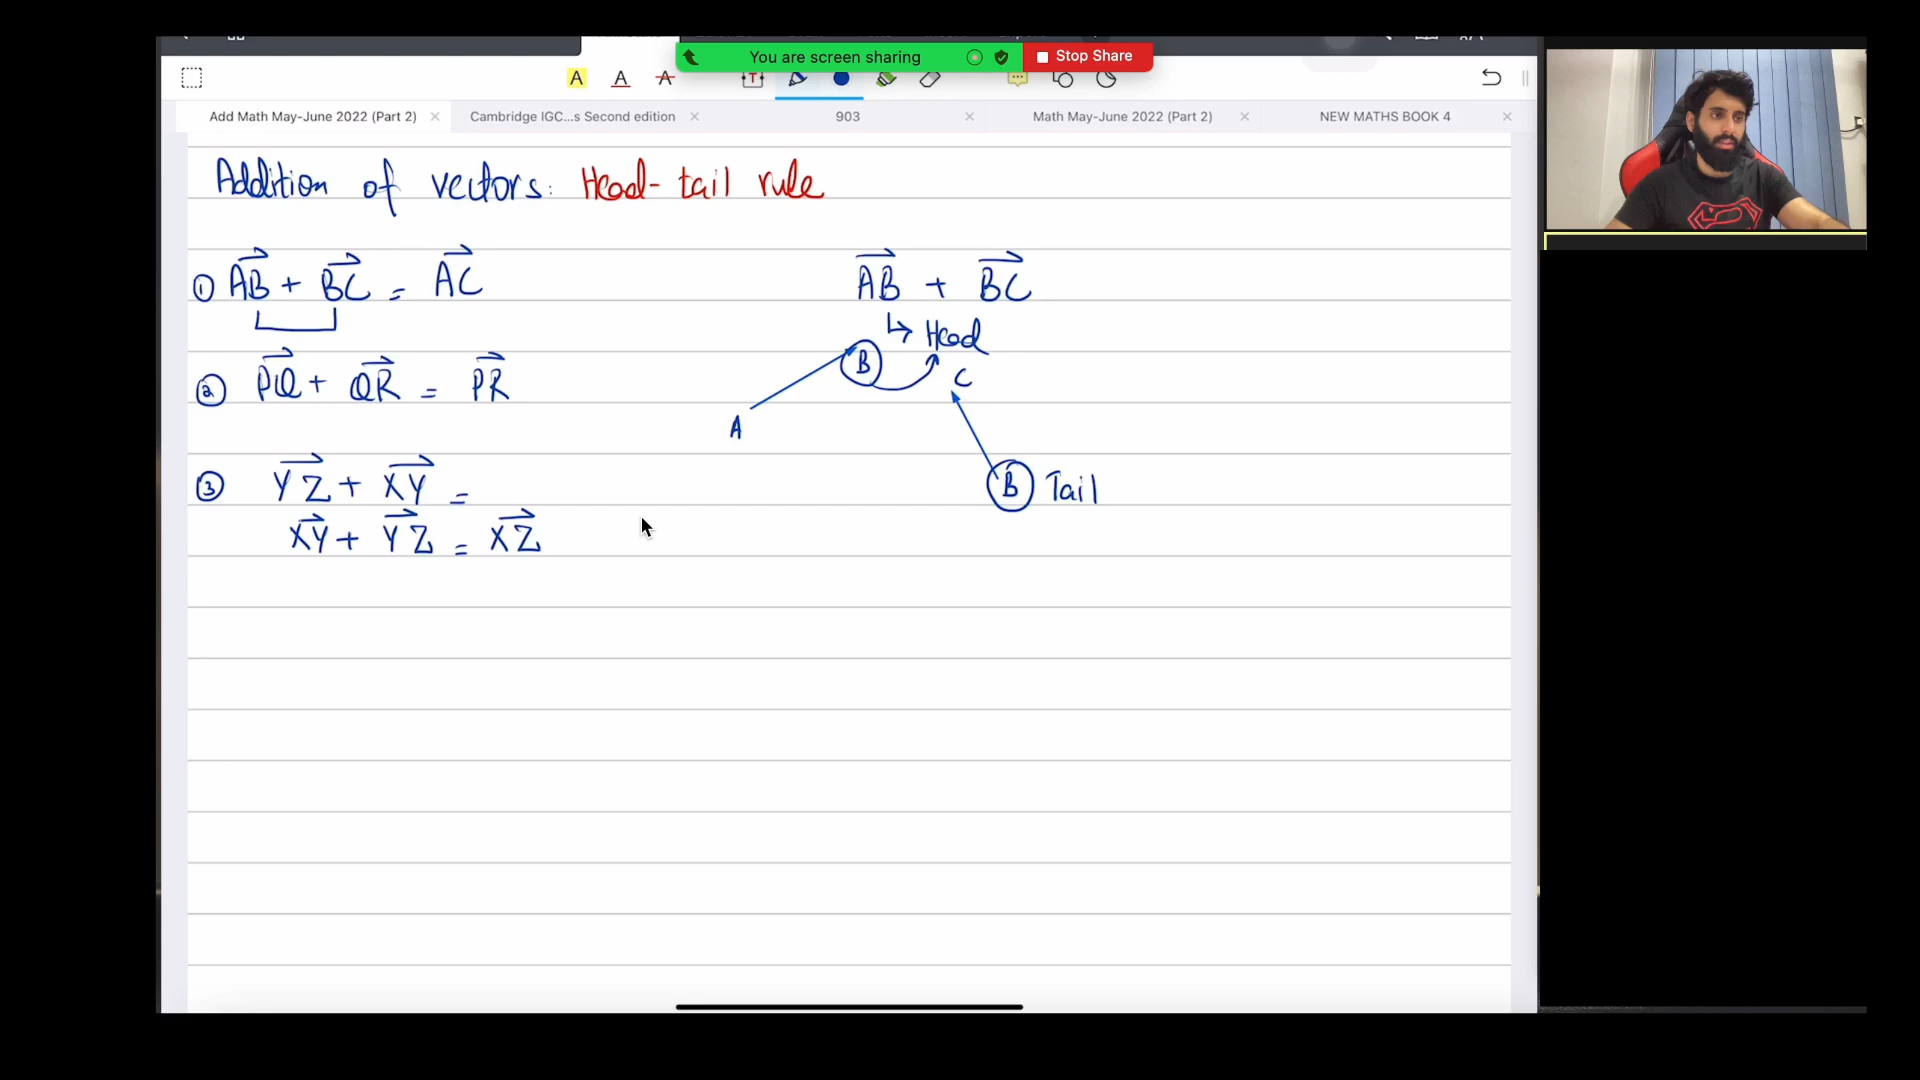 You are screen sharing
Stop Share
Add Math May-June 2022 (Part 2)
Cambridge IGC...s Second edition
903
Math May-June 2022 (Part 2)
NEW MATHS BOOK 4
Addition of vectors: Head-tail rule
① AB⃗ + BC⃗ = AC⃗
② PQ⃗ + QR⃗ = PR⃗
③ YZ⃗ + XY⃗ =
XY⃗ + YZ⃗ = XZ⃗
AB⃗ + BC⃗
↳ Head
B
C
A
B Tail